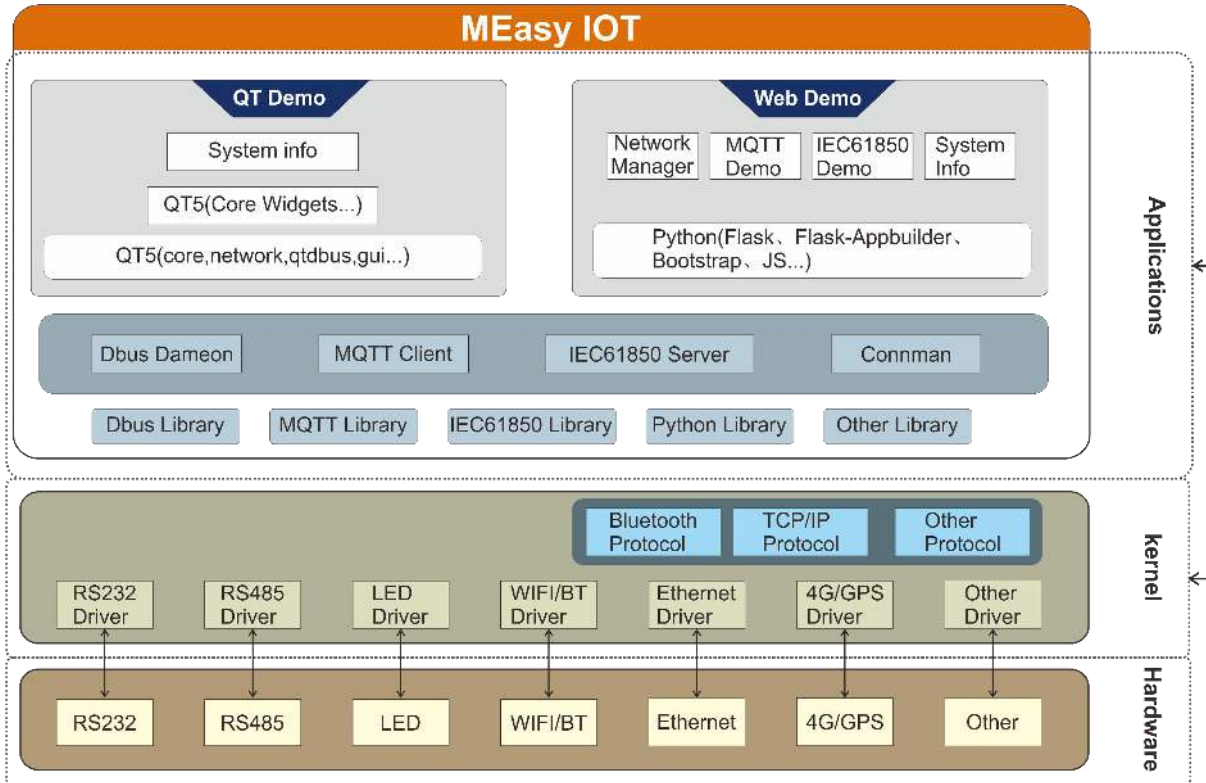 MEasy IOT
QT Demo
System info
QT5(Core Widgets...)
QT5(core,network,qtdbus,gui...)
Web Demo
Network
Manager
MQTT
Demo
IEC61850
Demo
System
Info
Python(Flask、Flask-Appbuilder、
Bootstrap、JS...)
Applications
Dbus Dameon
MQTT Client
IEC61850 Server
Connman
Dbus Library
MQTT Library
IEC61850 Library
Python Library
Other Library
Bluetooth
Protocol
TCP/IP
Protocol
Other
Protocol
kernel
RS232
Driver
RS485
Driver
LED
Driver
WIFI/BT
Driver
Ethernet
Driver
4G/GPS
Driver
Other
Driver
Hardware
RS232
RS485
LED
WIFI/BT
Ethernet
4G/GPS
Other